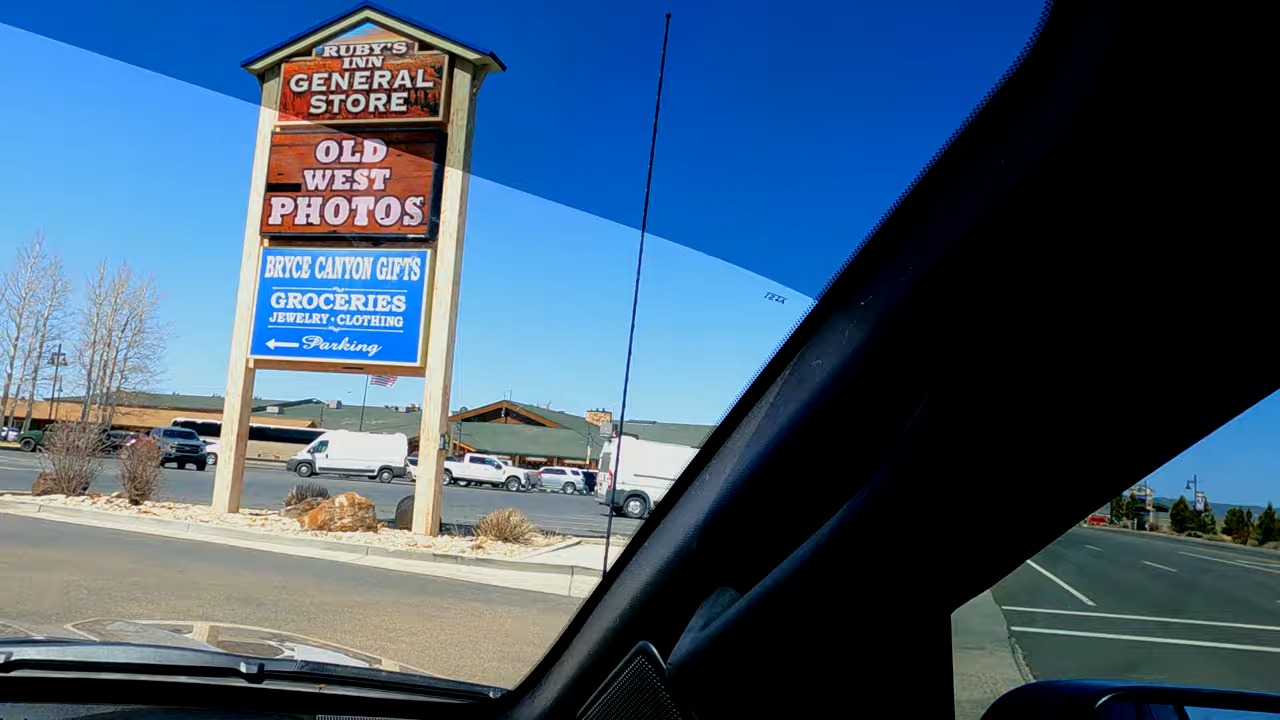 RUBY'S
INN
GENERAL
STORE
OLD
WEST
PHOTOS
BRYCE CANYON GIFTS
GROCERIES
JEWELRY • CLOTHING
Parking